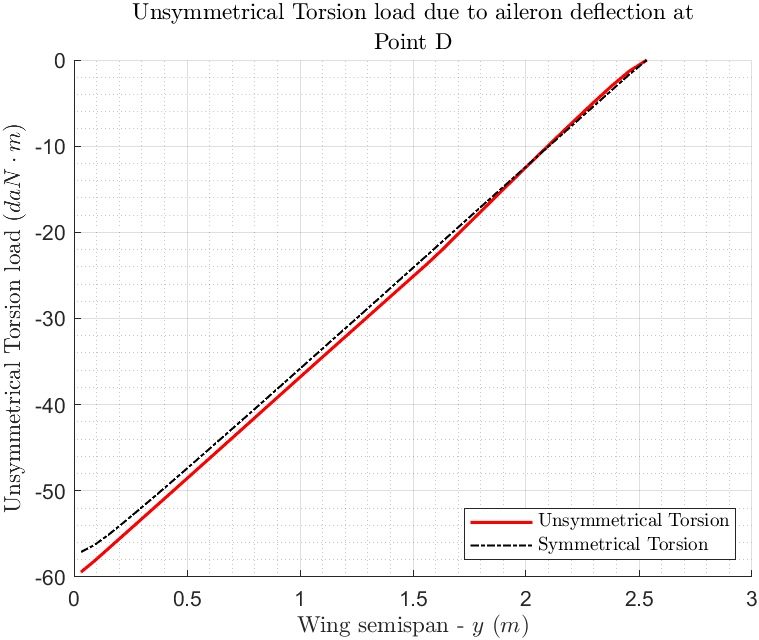 Unsymmetrical Torsion load due to aileron deflection at
Point D
Unsymmetrical Torsion load (daN · m)
0
-10
-20
-30
-40
-50
-60
0
0.5
1
1.5
2
2.5
3
Wing semispan - y (m)
Unsymmetrical Torsion
Symmetrical Torsion